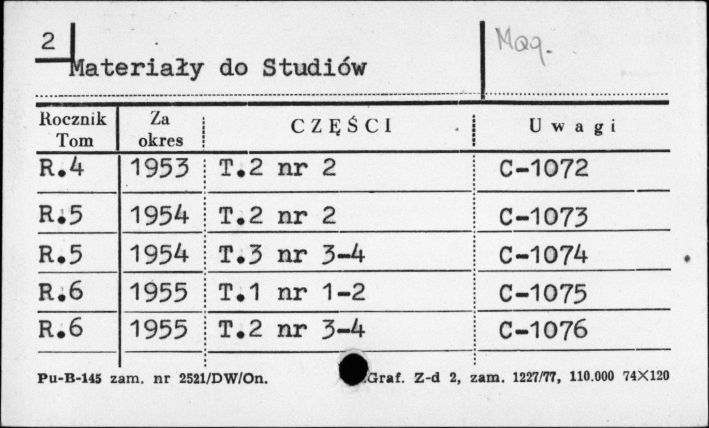 2
Maq.
Materiały do Studiów
Rocznik Tom Za okres CZĘŚCI Uwagi
R.4 1953 T.2 nr 2 C-1072
R.5 1954 T.2 nr 2 C-1073
R.5 1954 T.3 nr 3-4 C-1074
R.6 1955 T.1 nr 1-2 C-1075
R.6 1955 T.2 nr 3-4 C-1076
Pu-B-145 zam. nr 2521/DW/On. Graf. Z-d 2, zam. 1227/77, 110.000 74×120